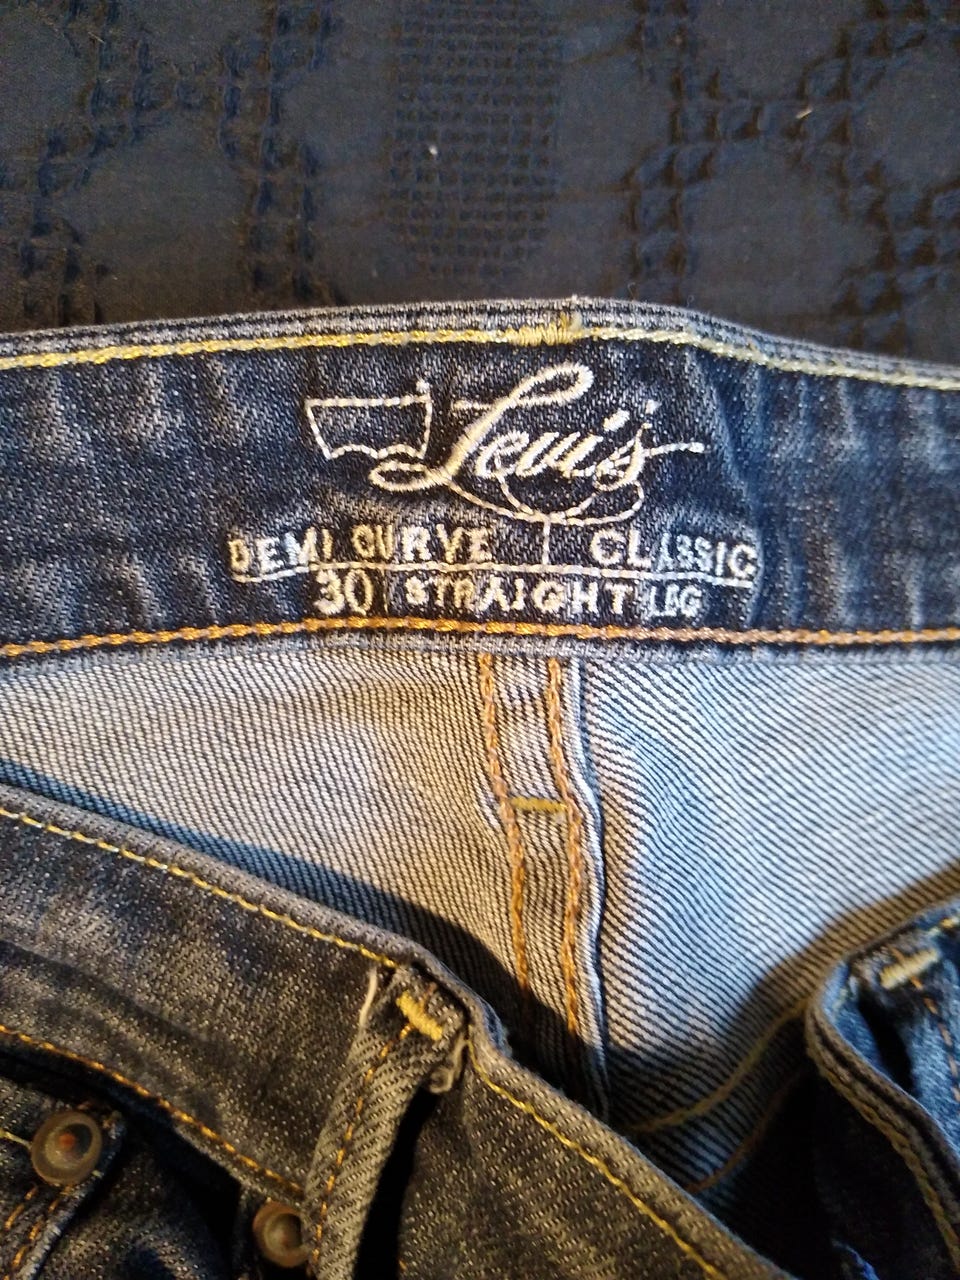 Levi's
DEMI CURVE CLASSIC
30 STRAIGHT LEG